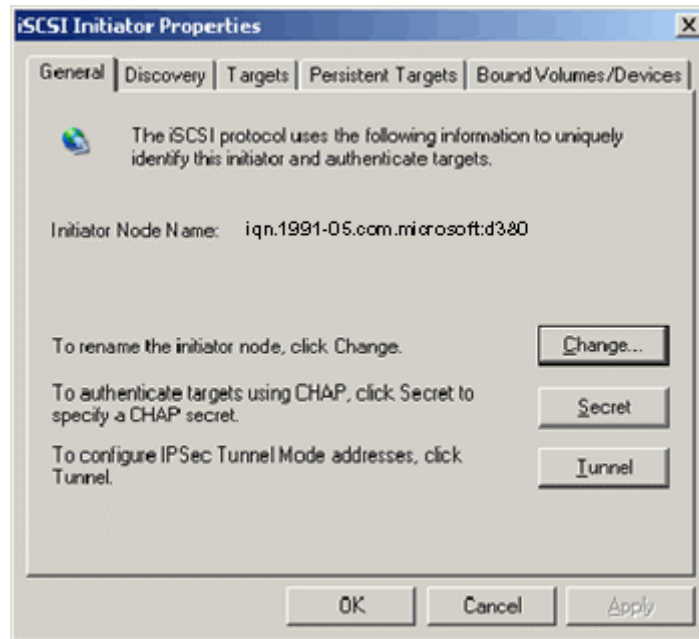 iSCSI Initiator Properties
General
Discovery
Targets
Persistent Targets
Bound Volumes/Devices
The iSCSI protocol uses the following information to uniquely
identify this initiator and authenticate targets.
Initiator Node Name: iqn.1991-05.com.microsoft:d380
To rename the initiator node, click Change.
Change...
To authenticate targets using CHAP, click Secret to
specify a CHAP secret.
Secret
To configure IPSec Tunnel Mode addresses, click
Tunnel.
Tunnel
OK
Cancel
Apply